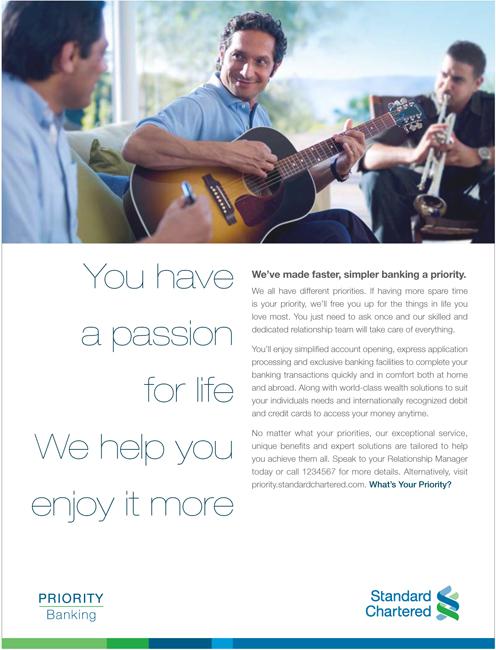 You have
a passion
for life
We help you
enjoy it more
We've made faster, simpler banking a priority.
We all have different priorities. If having more spare time
is your priority, we'll free you up for the things in life you
love most. You just need to ask once and our skilled and
dedicated relationship team will take care of everything.
You'll enjoy simplified account opening, express application
processing and exclusive banking facilities to complete your
banking transactions quickly and in comfort both at home
and abroad. Along with world-class wealth solutions to suit
your individuals needs and internationally recognized debit
and credit cards to access your money anytime.
No matter what your priorities, our exceptional service,
unique benefits and expert solutions are tailored to help
you achieve them all. Speak to your Relationship Manager
today or call 1234567 for more details. Alternatively, visit
priority.standardchartered.com. What's Your Priority?
PRIORITY
Banking
Standard
Chartered